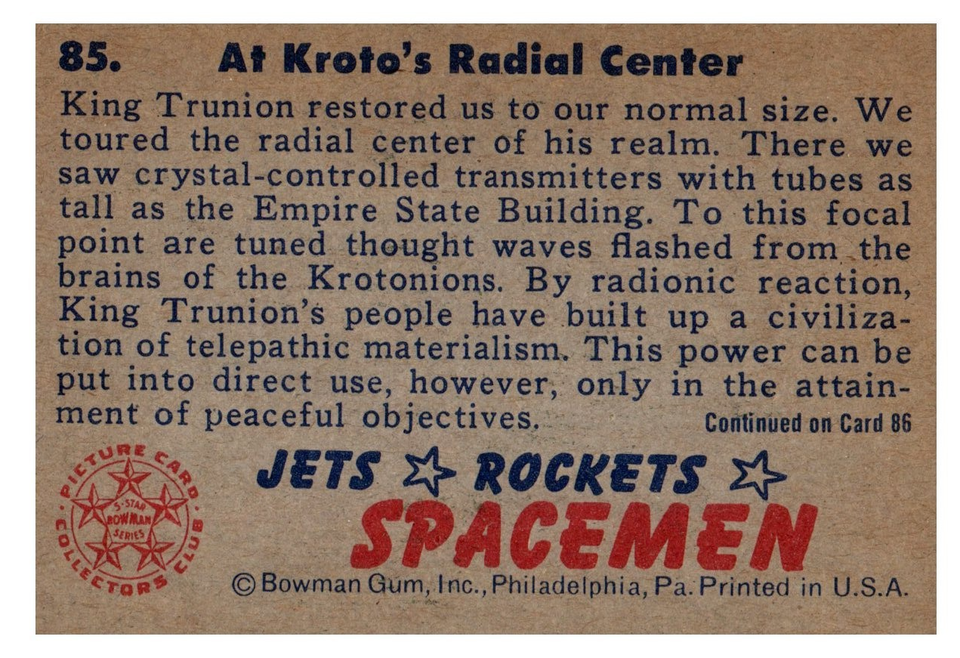 85. At Kroto's Radial Center
King Trunion restored us to our normal size. We
toured the radial center of his realm. There we
saw crystal-controlled transmitters with tubes as
tall as the Empire State Building. To this focal
point are tuned thought waves flashed from the
brains of the Krotonions. By radionic reaction,
King Trunion's people have built up a civiliza-
tion of telepathic materialism. This power can be
put into direct use, however, only in the attain-
ment of peaceful objectives.
Continued on Card 86
PICTURE CARD
COLLECTORS CLUB
5-STAR
BOWMAN
SERIES
JETS ☆ ROCKETS ☆
SPACEMEN
© Bowman Gum, Inc., Philadelphia, Pa. Printed in U.S.A.